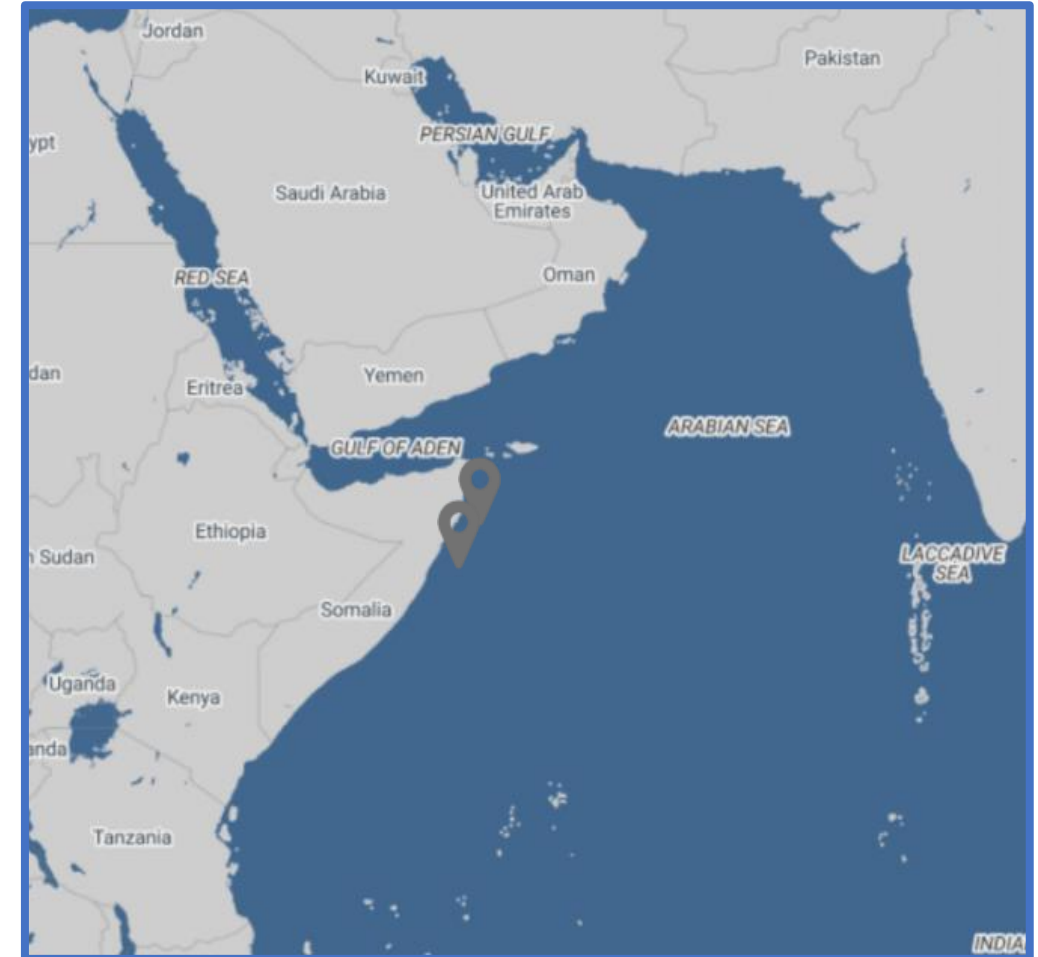 Jordan
Pakistan
Kuwait
PERSIAN GULF
ypt
Saudi Arabia
United Arab
Emirates
RED SEA
Oman
dan
Eritrea
Yemen
ARABIAN SEA
GULF OF ADEN
Ethiopia
n Sudan
LACCADIVE
SEA
Somalia
Uganda
Kenya
anda
Tanzania
INDIA